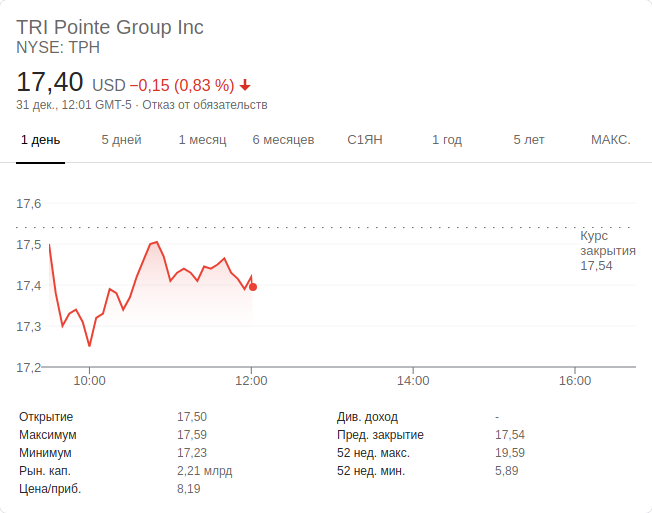 TRI Pointe Group Inc
NYSE: TPH
17,40 USD −0,15 (0,83 %)
31 дек., 12:01 GMT-5 · Отказ от обязательств
1 день 5 дней 1 месяц 6 месяцев С1ЯН 1 год 5 лет МАКС.
17,6
17,5
17,4
17,3
17,2
Курс
закрытия
17,54
10:00 12:00 14:00 16:00
Открытие 17,50 Див. доход -
Максимум 17,59 Пред. закрытие 17,54
Минимум 17,23 52 нед. макс. 19,59
Рын. кап. 2,21 млрд 52 нед. мин. 5,89
Цена/приб. 8,19